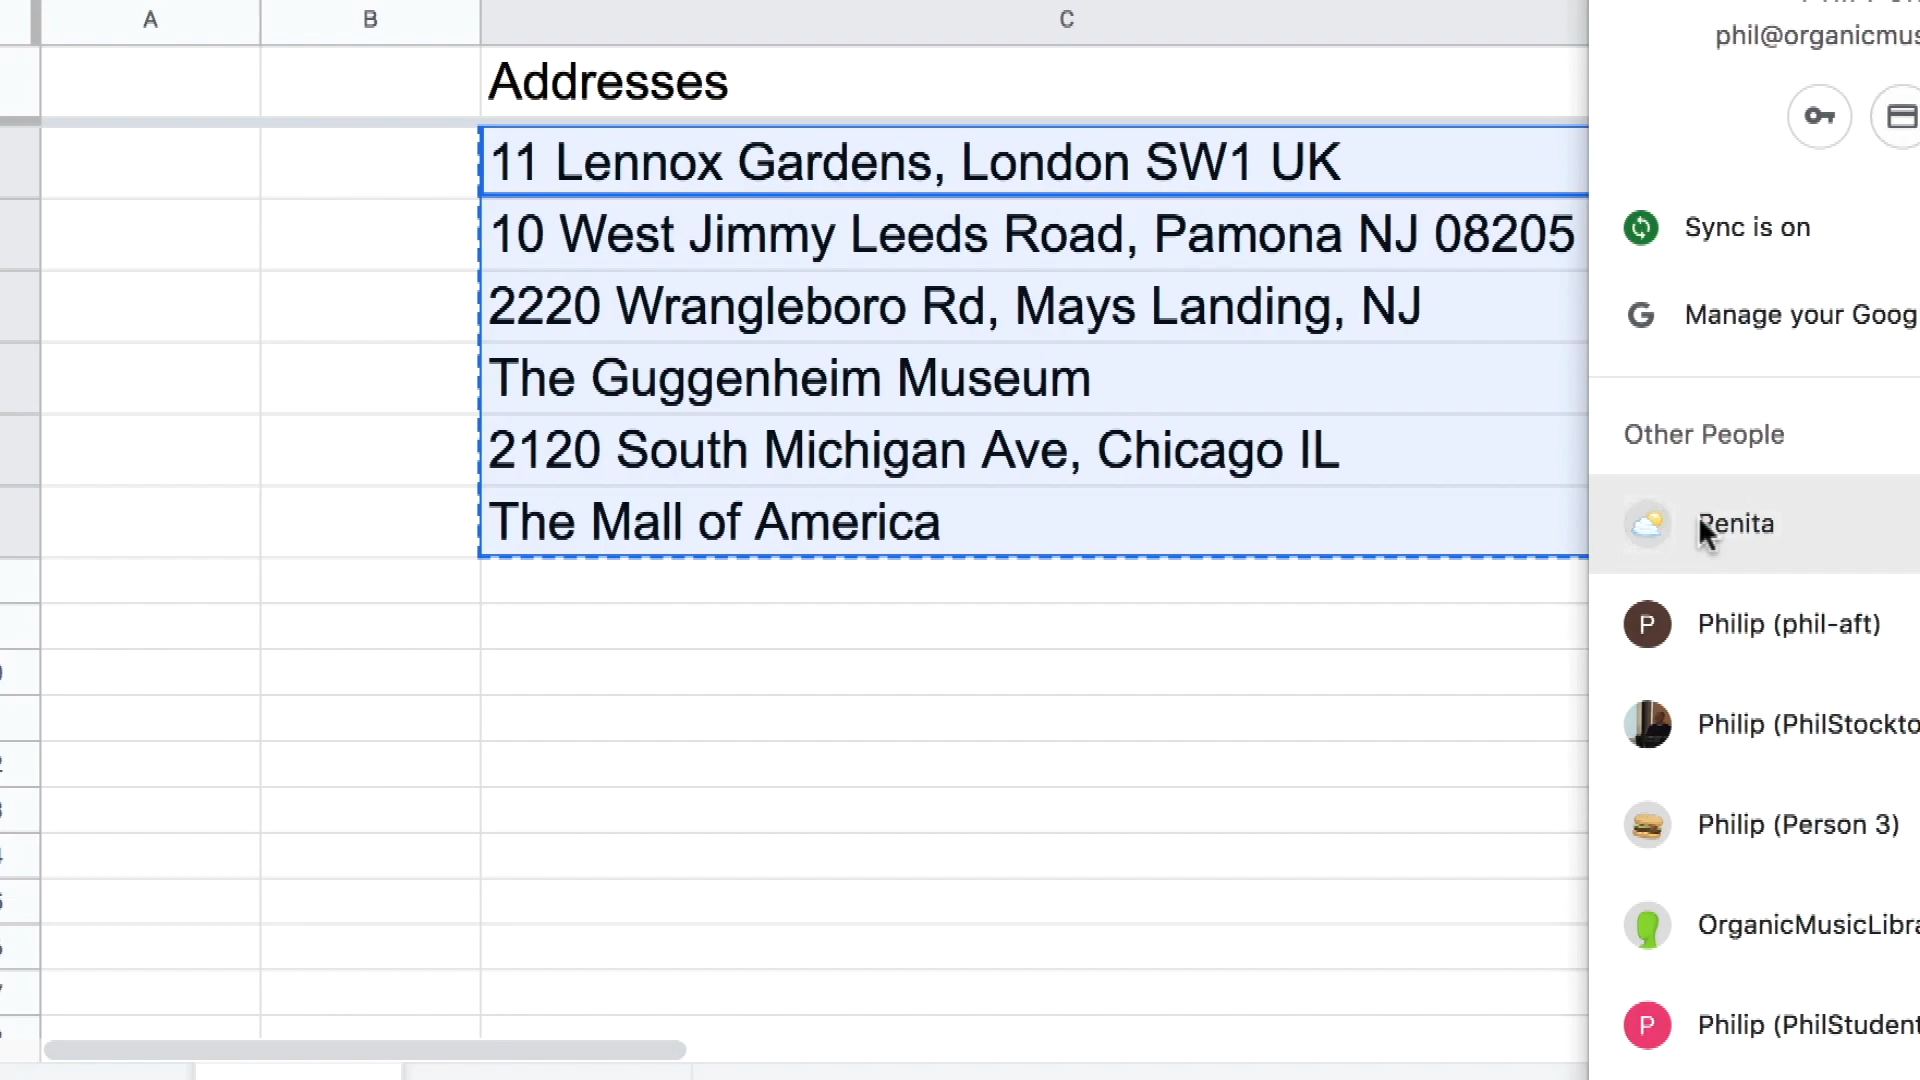 A B C
Addresses
11 Lennox Gardens, London SW1 UK
10 West Jimmy Leeds Road, Pamona NJ 08205
2220 Wrangleboro Rd, Mays Landing, NJ
The Guggenheim Museum
2120 South Michigan Ave, Chicago IL
The Mall of America
phil@organicmus
Sync is on
G Manage your Goog
Other People
Penita
P Philip (phil-aft)
Philip (PhilStockto
Philip (Person 3)
OrganicMusicLibra
P Philip (PhilStudent